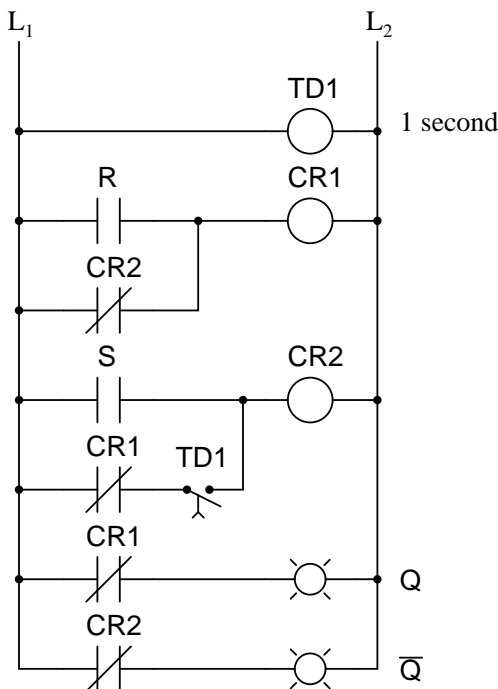 L₁ L₂
TD1
1 second
R CR1
CR2
S CR2
CR1 TD1
CR1
Q
CR2
Q̅